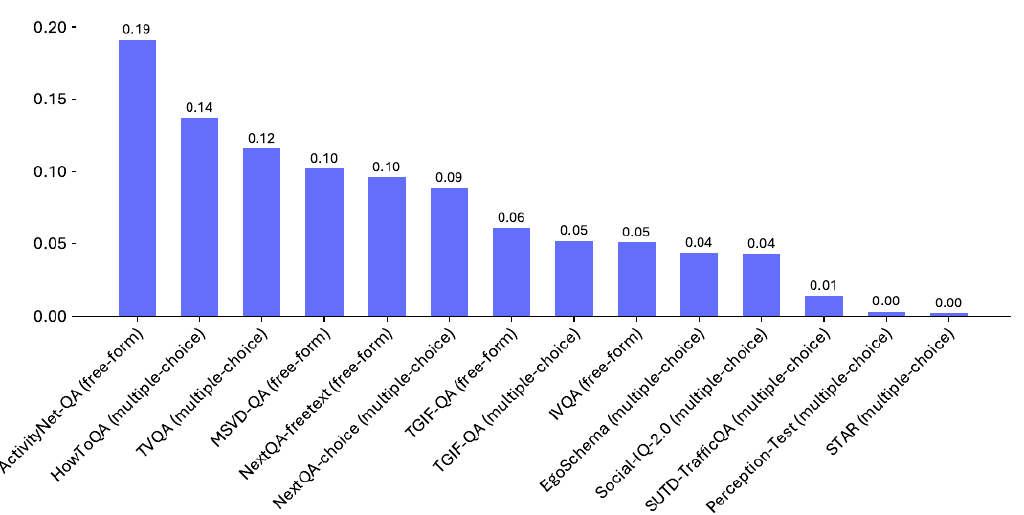 0.20
0.15
0.10
0.05
0.00
0.19
0.14
0.12
0.10
0.10
0.09
0.06
0.05
0.05
0.04
0.04
0.01
0.00
0.00
ActivityNet-QA (free-form)
HowToQA (multiple-choice)
TVQA (multiple-choice)
MSVD-QA (free-form)
NextQA-freetext (free-form)
NextQA-choice (multiple-choice)
TGIF-QA (free-form)
TGIF-QA (multiple-choice)
IVQA (free-form)
EgoSchema (multiple-choice)
Social-IQ-2.0 (multiple-choice)
SUTD-TrafficQA (multiple-choice)
Perception-Test (multiple-choice)
STAR (multiple-choice)